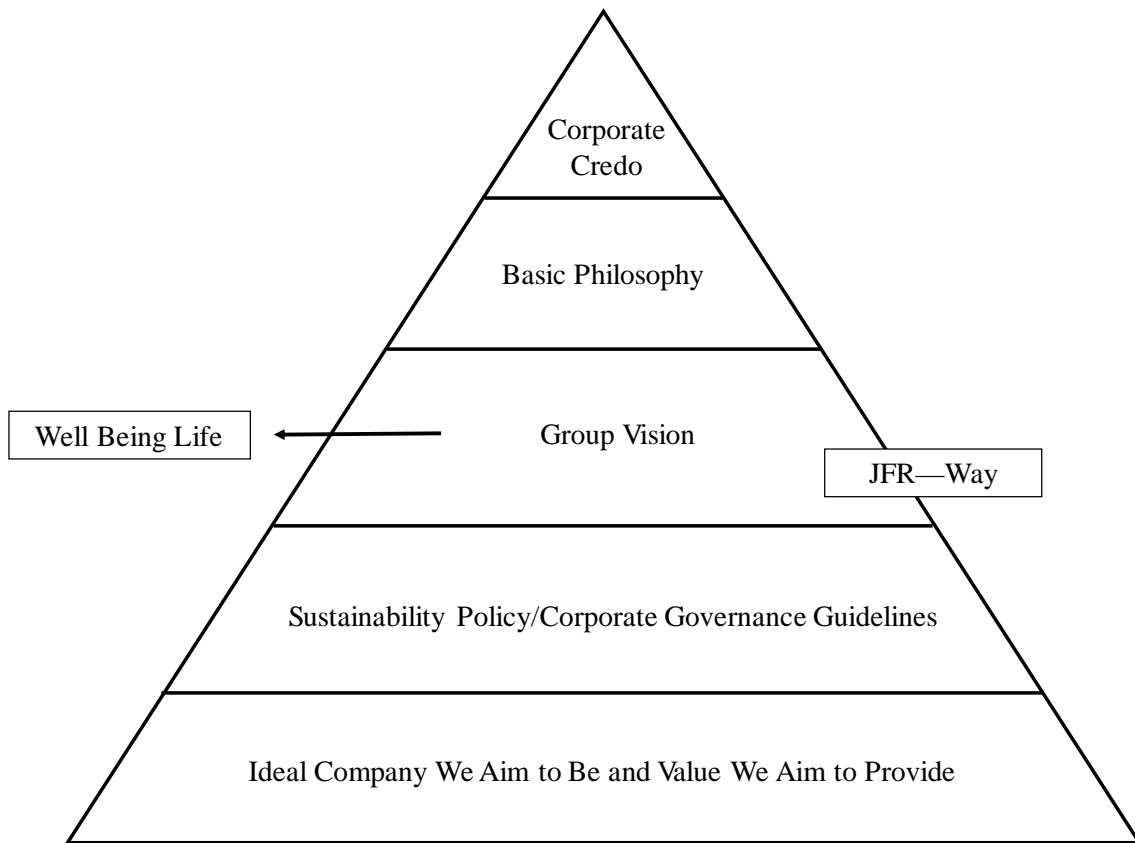 Corporate
Credo
Basic Philosophy
Well Being Life
Group Vision
JFR—Way
Sustainability Policy/Corporate Governance Guidelines
Ideal Company We Aim to Be and Value We Aim to Provide